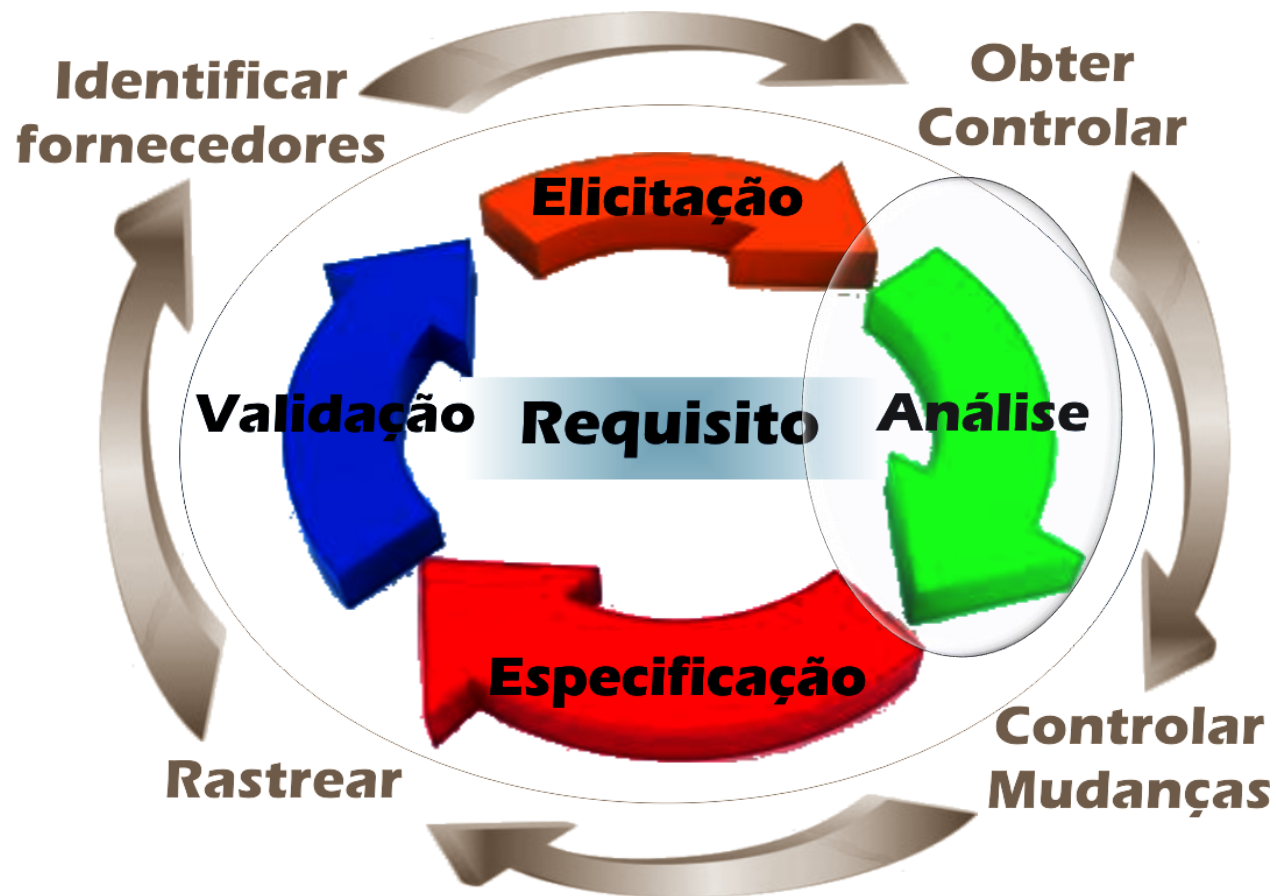 Identificar
fornecedores
Obter
Controlar
Elicitação
Validação
Requisito
Análise
Especificação
Rastrear
Controlar
Mudanças